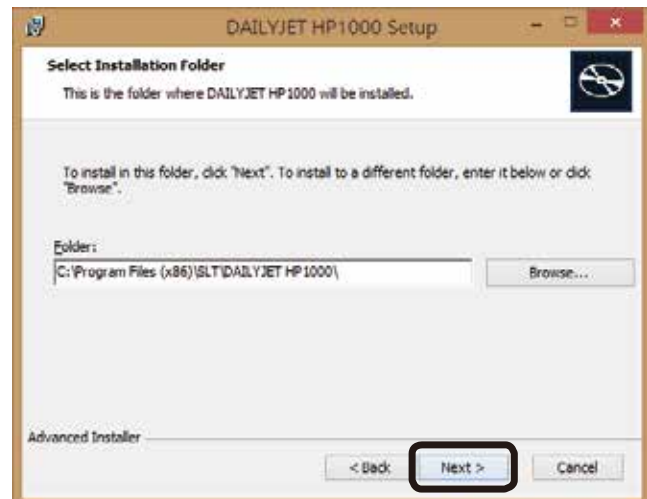 DAILYJET HP1000 Setup
Select Installation Folder
This is the folder where DAILYJET HP1000 will be installed.
To install in this folder, click "Next". To install to a different folder, enter it below or click
"Browse".
Folder:
C:\Program Files (x86)\SLT\DAILYJET HP1000\
Browse...
Advanced Installer
< Back
Next >
Cancel